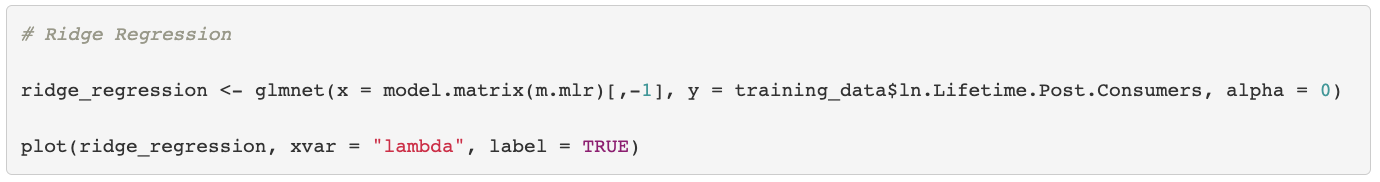 # Ridge Regression
ridge_regression <- glmnet(x = model.matrix(m.mlr)[,-1], y = training_data$ln.Lifetime.Post.Consumers, alpha = 0)
plot(ridge_regression, xvar = "lambda", label = TRUE)